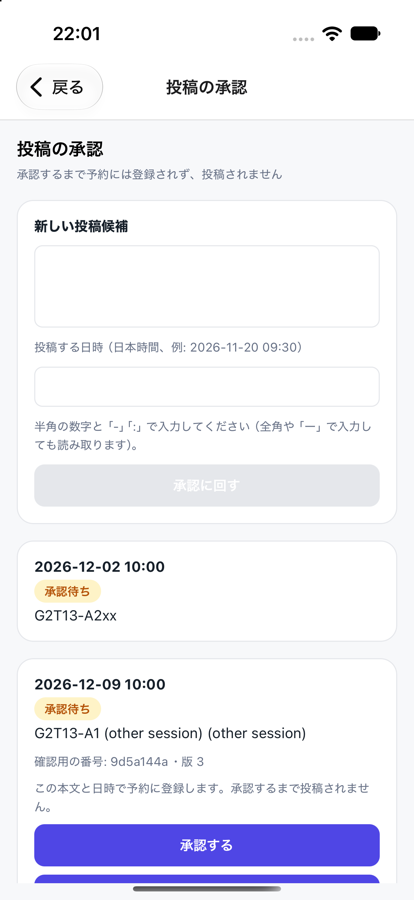 22:01
戻る
投稿の承認
投稿の承認
承認するまで予約には登録されず、投稿されません
新しい投稿候補
投稿する日時（日本時間、例: 2026-11-20 09:30）
半角の数字と「-」「:」で入力してください（全角や「ー」で入力し
ても読み取ります）。
承認に回す
2026-12-02 10:00
承認待ち
G2T13-A2xx
2026-12-09 10:00
承認待ち
G2T13-A1 (other session) (other session)
確認用の番号: 9d5a144a・版 3
この本文と日時で予約に登録します。承認するまで投稿されませ
ん。
承認する